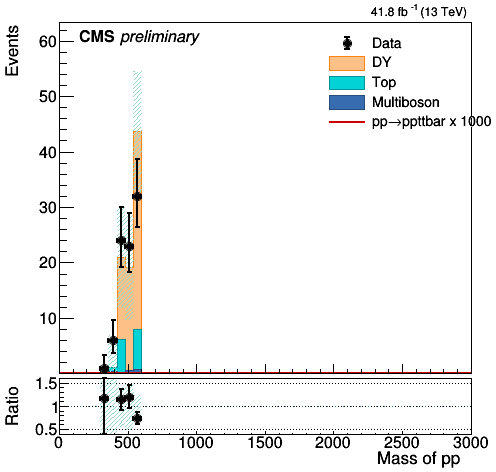 41.8 fb⁻¹ (13 TeV)
CMS preliminary
Events
60
50
40
30
20
10
Data
DY
Top
Multiboson
pp→ppttbar x 1000
Ratio
1.5
1
0.5
0 500 1000 1500 2000 2500 3000
Mass of pp